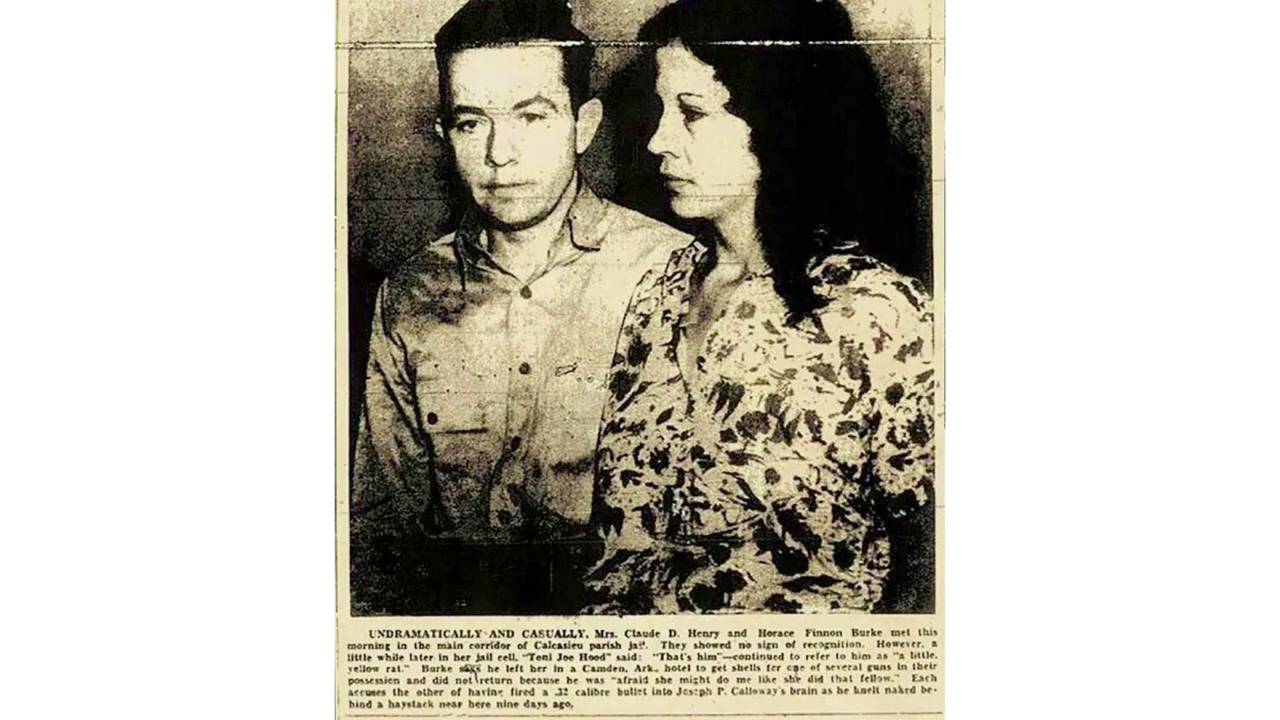 UNDRAMATICALLY AND CASUALLY, Mrs. Claude D. Henry and Horace Finnon Burke met this
morning in the main corridor of Calcasieu parish jail. They showed no sign of recognition. However, a
little while later in her jail cell, "Toni Joe Hood" said: "That's him"—continued to refer to him as "a little,
yellow rat." Burke says he left her in a Camden, Ark., hotel to get shells for one of several guns in their
possession and did not return because he was "afraid she might do me like she did that fellow." Each
accuses the other of having fired a .32 calibre bullet into Joseph P. Calloway's brain as he knelt naked be-
hind a haystack near here nine days ago.